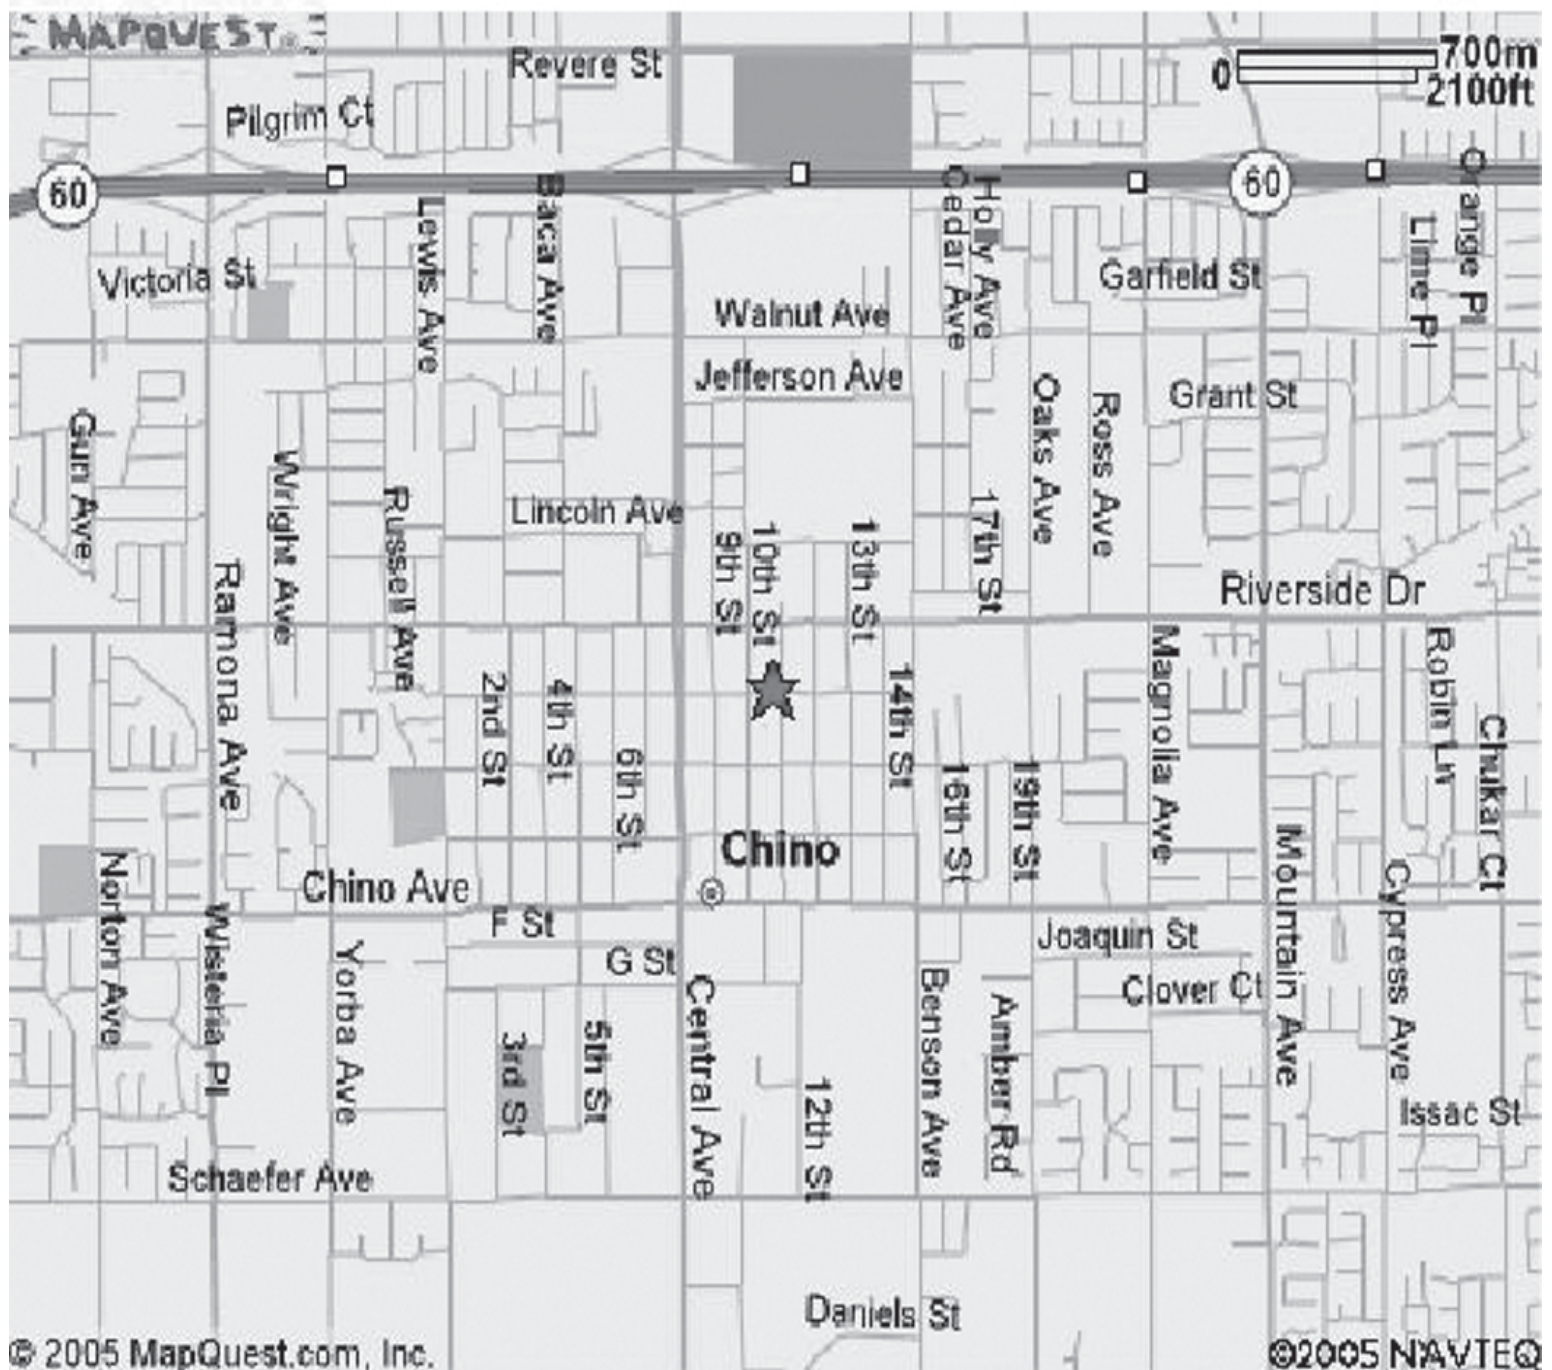 MAPQUEST
Revere St
0 700m
2100ft
Pilgrim Ct
60
60
Lewis Ave
Baca Ave
Cedar Ave
Holly Ave
Orange Pl
Lime Pl
Victoria St
Garfield St
Walnut Ave
Jefferson Ave
Grant St
Gun Ave
Wright Ave
Russell Ave
Oaks Ave
Ross Ave
Lincoln Ave
9th St
10th St
13th St
17th St
Riverside Dr
Ramona Ave
2nd St
4th St
6th St
14th St
16th St
19th St
Magnolia Ave
Robin Ln
Chukar Ct
Chino
Chino Ave
Norton Ave
Wisteria Pl
Yorba Ave
F St
G St
Joaquin St
Clover Ct
Mountain Ave
Cypress Ave
Central Ave
Benson Ave
Amber Rd
3rd St
5th St
12th St
Issac St
Schaefer Ave
Daniels St
© 2005 MapQuest.com, Inc.
©2005 NAVTEQ